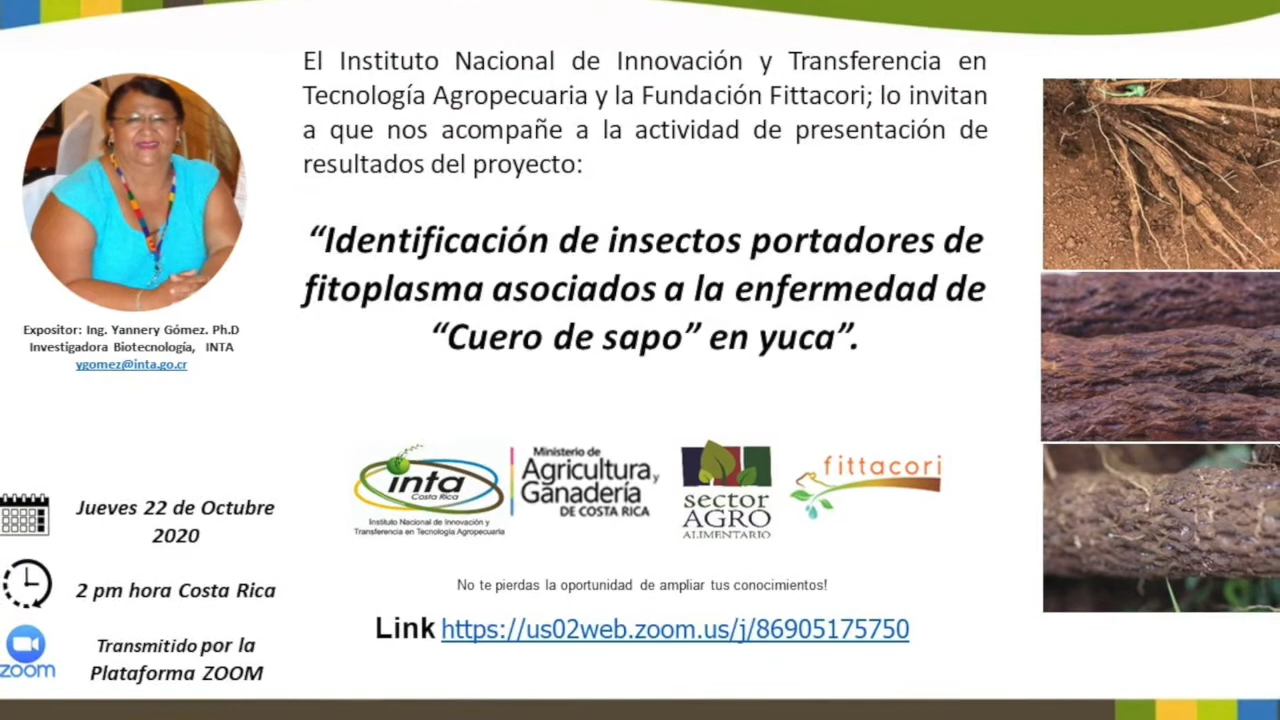 El Instituto Nacional de Innovación y Transferencia en
Tecnología Agropecuaria y la Fundación Fittacori; lo invitan
a que nos acompañe a la actividad de presentación de
resultados del proyecto:
“Identificación de insectos portadores de
fitoplasma asociados a la enfermedad de
“Cuero de sapo” en yuca”.
Expositor: Ing. Yannery Gómez. Ph.D
Investigadora Biotecnología, INTA
ygomez@inta.go.cr
inta
Costa Rica
Instituto Nacional de Innovación y
Transferencia en Tecnología Agropecuaria
Ministerio de
Agricultura y
Ganadería
DE COSTA RICA
sector
AGRO
ALIMENTARIO
fittacori
Jueves 22 de Octubre
2020
2 pm hora Costa Rica
Transmitido por la
Plataforma ZOOM
zoom
No te pierdas la oportunidad de ampliar tus conocimientos!
Link https://us02web.zoom.us/j/86905175750